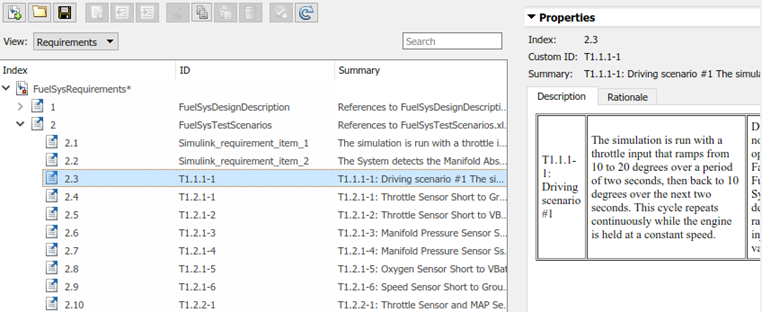 View: Requirements
Search
Index ID Summary
FuelSysRequirements*
1 FuelSysDesignDescription References to FuelSysDesignDescripti...
2 FuelSysTestScenarios References to FuelSysTestScenarios.xl...
2.1 Simulink_requirement_item_1 The simulation is run with a throttle i...
2.2 Simulink_requirement_item_2 The System detects the Manifold Abs...
2.3 T1.1.1-1 T1.1.1-1: Driving scenario #1 The si...
2.4 T1.2.1-1 T1.2.1-1: Throttle Sensor Short to Gr...
2.5 T1.2.1-2 T1.2.1-2: Throttle Sensor Short to VB...
2.6 T1.2.1-3 T1.2.1-3: Manifold Pressure Sensor S...
2.7 T1.2.1-4 T1.2.1-4: Manifold Pressure Sensor Ss...
2.8 T1.2.1-5 T1.2.1-5: Oxygen Sensor Short to VBat
2.9 T1.2.1-6 T1.2.1-6: Speed Sensor Short to Grou...
2.10 T1.2.2-1 T1.2.2-1: Throttle Sensor and MAP Se...
Properties
Index: 2.3
Custom ID: T1.1.1-1
Summary: T1.1.1-1: Driving scenario #1 The simula
Description Rationale
T1.1.1-
1:
Driving
scenario
#1
The simulation is run with a
throttle input that ramps from
10 to 20 degrees over a period
of two seconds, then back to 10
degrees over the next two
seconds. This cycle repeats
continuously while the engine
is held at a constant speed.